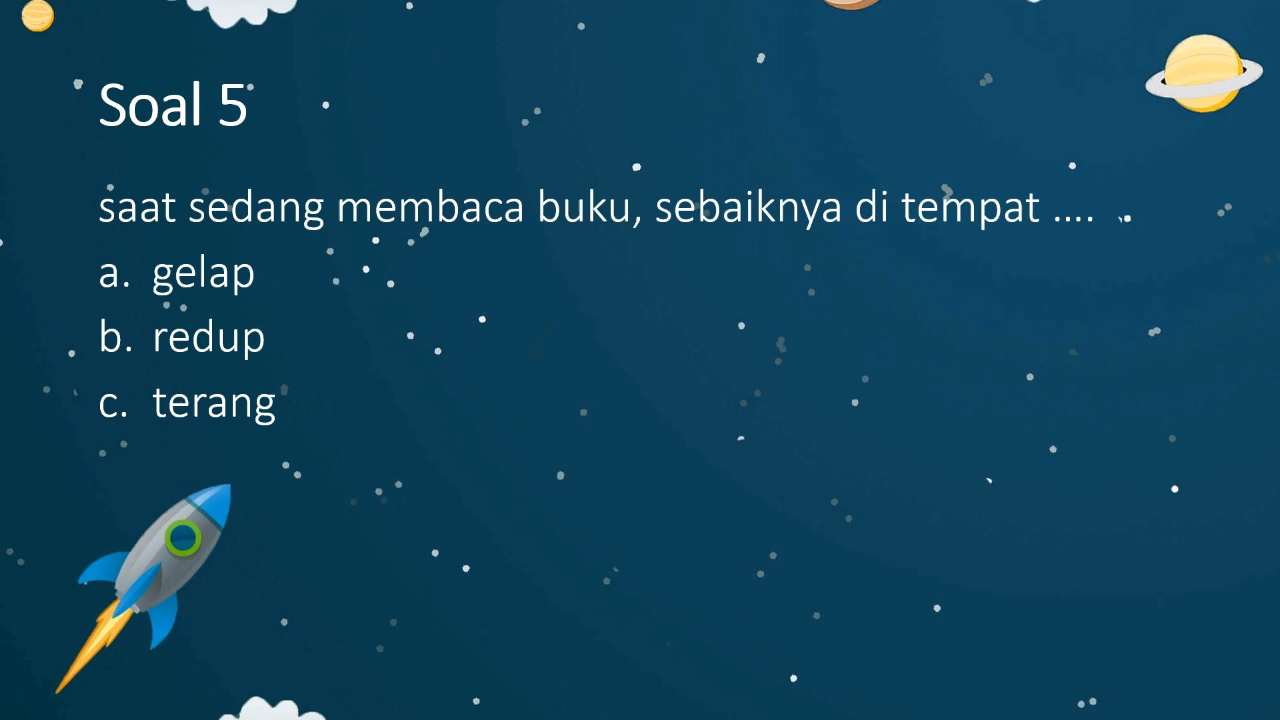 Soal 5
saat sedang membaca buku, sebaiknya di tempat ....
a. gelap
b. redup
c. terang